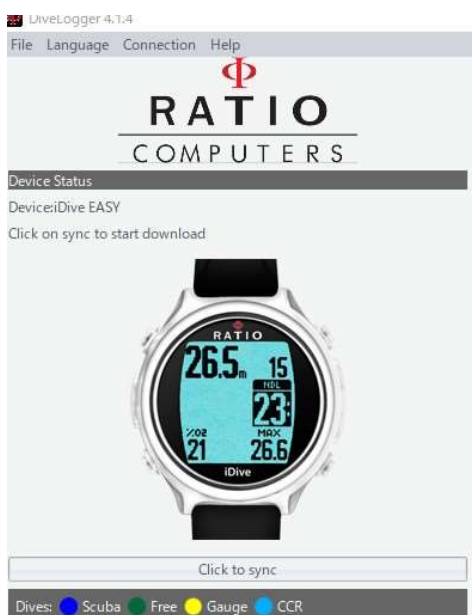 DiveLogger 4.1.4
File Language Connection Help
RATIO
COMPUTERS
Device Status
Device:iDive EASY
Click on sync to start download
RATIO
26.5m 15
NDL
23:
%O2 MAX
21 26.6
iDive
Click to sync
Dives: Scuba Free Gauge CCR